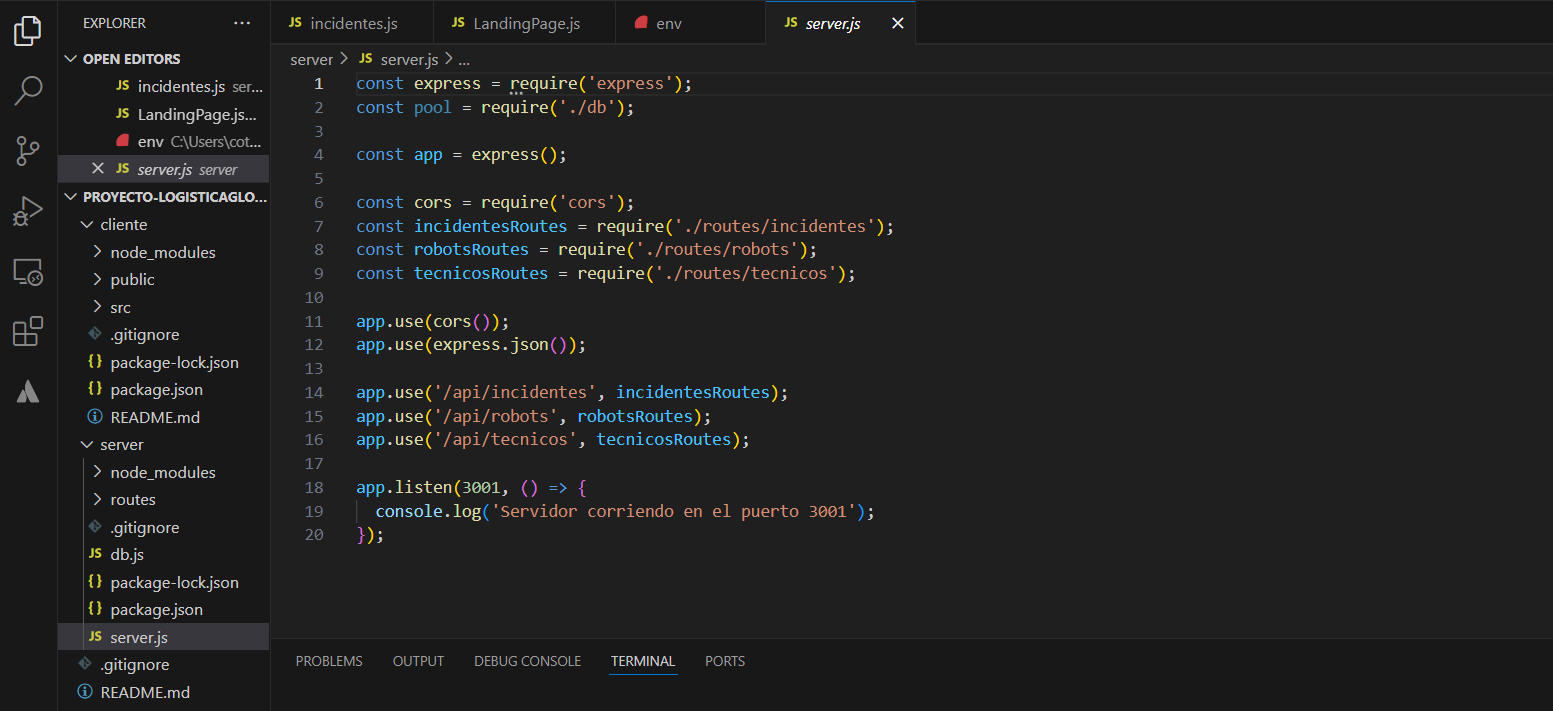 EXPLORER ...
OPEN EDITORS
JS incidentes.js ser...
JS LandingPage.js...
env C:\Users\cot...
JS server.js server
PROYECTO-LOGISTICAGLO...
cliente
node_modules
public
src
.gitignore
{} package-lock.json
{} package.json
README.md
server
node_modules
routes
.gitignore
JS db.js
{} package-lock.json
{} package.json
JS server.js
.gitignore
README.md
JS incidentes.js JS LandingPage.js env JS server.js
server > JS server.js > ...
1 const express = require('express');
2 const pool = require('./db');
3
4 const app = express();
5
6 const cors = require('cors');
7 const incidentesRoutes = require('./routes/incidentes');
8 const robotsRoutes = require('./routes/robots');
9 const tecnicosRoutes = require('./routes/tecnicos');
10
11 app.use(cors());
12 app.use(express.json());
13
14 app.use('/api/incidentes', incidentesRoutes);
15 app.use('/api/robots', robotsRoutes);
16 app.use('/api/tecnicos', tecnicosRoutes);
17
18 app.listen(3001, () => {
19 console.log('Servidor corriendo en el puerto 3001');
20 });
PROBLEMS OUTPUT DEBUG CONSOLE TERMINAL PORTS